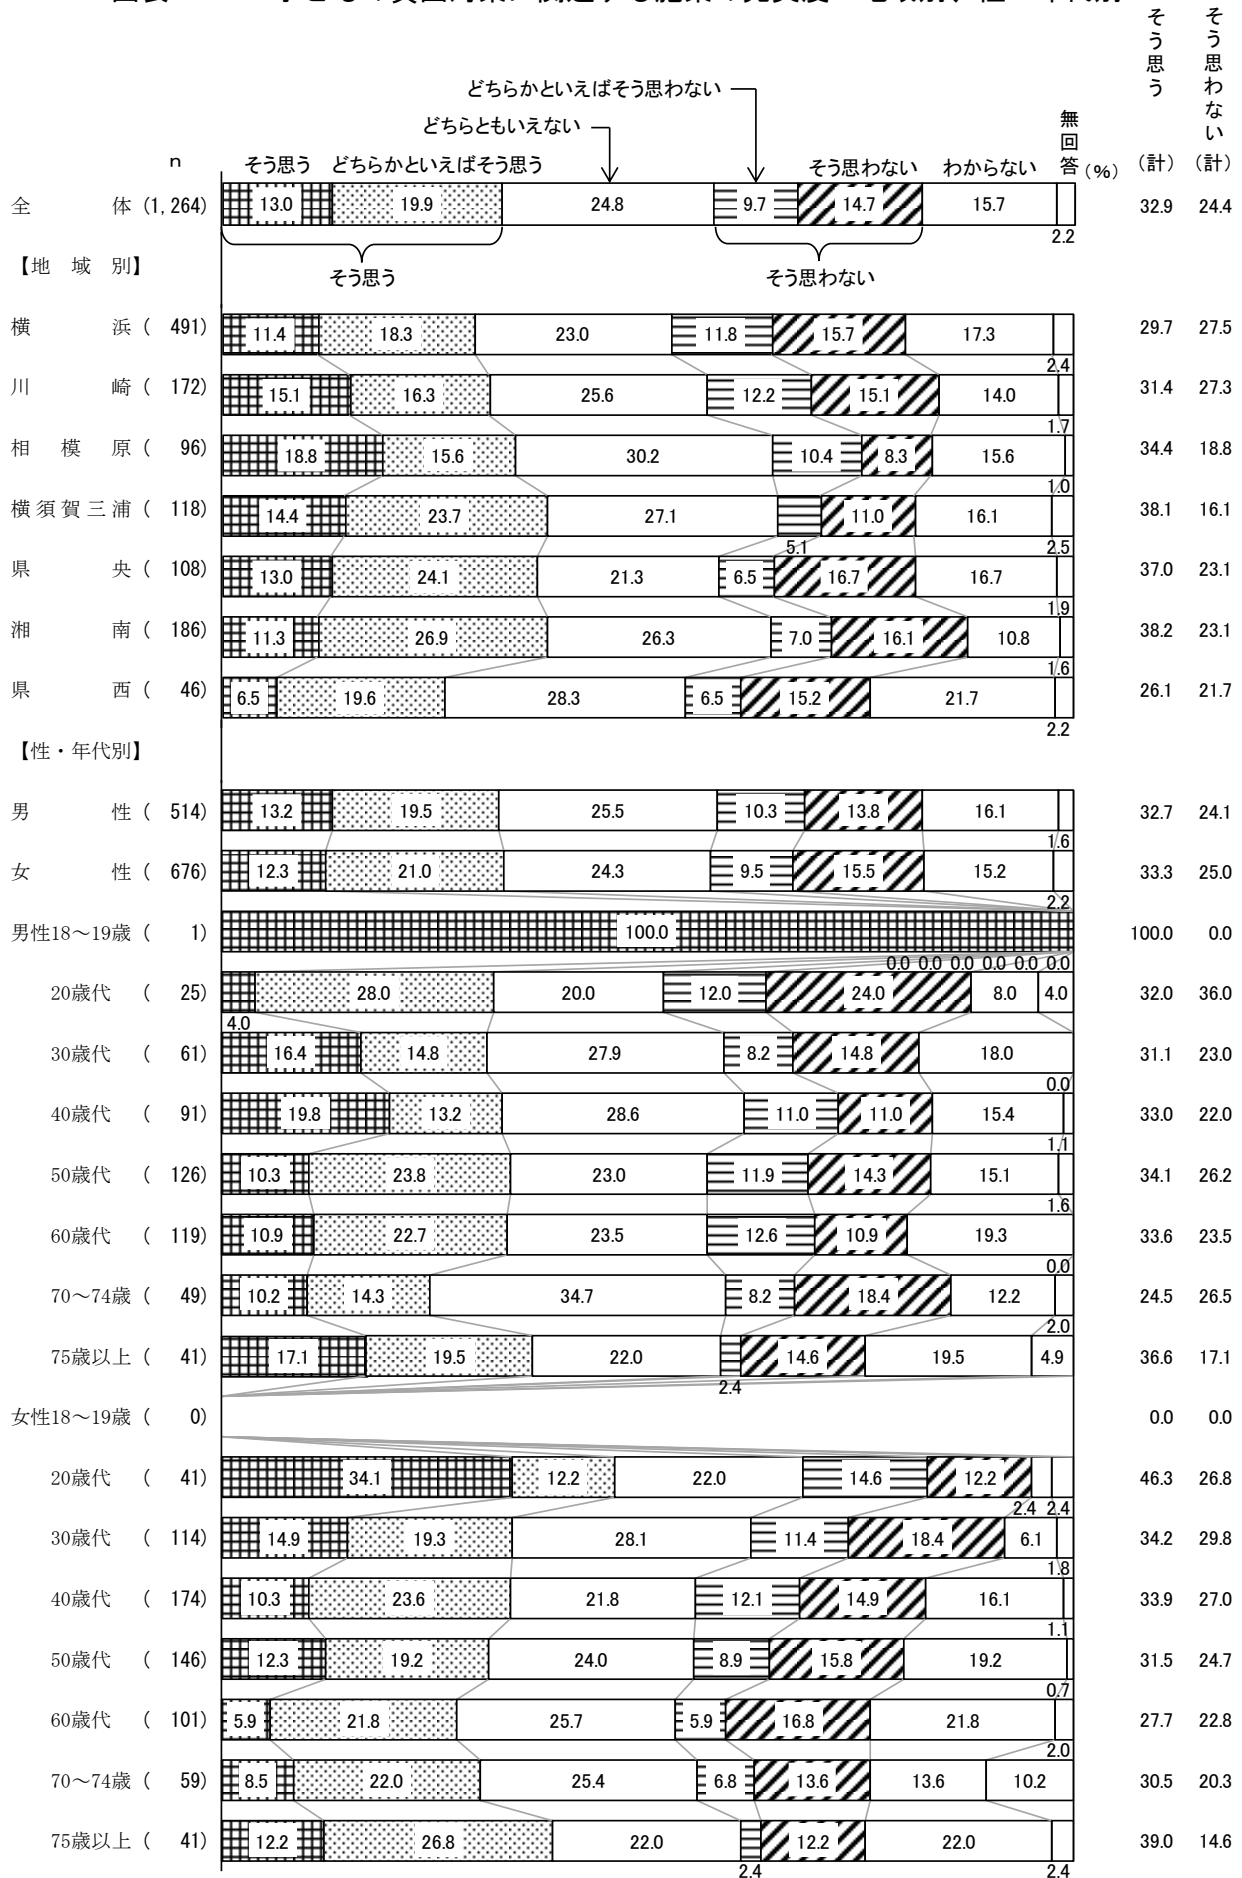 そう思う
そう思わない
どちらかといえばそう思わない
どちらともいえない
無回答
n そう思う どちらかといえばそう思う そう思わない わからない (%) (計) (計)
全体 (1,264) 13.0 19.9 24.8 9.7 14.7 15.7 32.9 24.4
2.2
そう思う そう思わない
【地域別】
横浜 ( 491) 11.4 18.3 23.0 11.8 15.7 17.3 29.7 27.5
2.4
川崎 ( 172) 15.1 16.3 25.6 12.2 15.1 14.0 31.4 27.3
1.7
相模原 ( 96) 18.8 15.6 30.2 10.4 8.3 15.6 34.4 18.8
1.0
横須賀三浦 ( 118) 14.4 23.7 27.1 11.0 16.1 38.1 16.1
5.1 2.5
県央 ( 108) 13.0 24.1 21.3 6.5 16.7 16.7 37.0 23.1
1.9
湘南 ( 186) 11.3 26.9 26.3 7.0 16.1 10.8 38.2 23.1
1.6
県西 ( 46) 6.5 19.6 28.3 6.5 15.2 21.7 26.1 21.7
2.2
【性・年代別】
男性 ( 514) 13.2 19.5 25.5 10.3 13.8 16.1 32.7 24.1
1.6
女性 ( 676) 12.3 21.0 24.3 9.5 15.5 15.2 33.3 25.0
2.2
男性18～19歳 ( 1) 100.0 100.0 0.0
0.0 0.0 0.0 0.0 0.0 0.0
20歳代 ( 25) 28.0 20.0 12.0 24.0 8.0 4.0 32.0 36.0
4.0
30歳代 ( 61) 16.4 14.8 27.9 8.2 14.8 18.0 31.1 23.0
0.0
40歳代 ( 91) 19.8 13.2 28.6 11.0 11.0 15.4 33.0 22.0
1.1
50歳代 ( 126) 10.3 23.8 23.0 11.9 14.3 15.1 34.1 26.2
1.6
60歳代 ( 119) 10.9 22.7 23.5 12.6 10.9 19.3 33.6 23.5
0.0
70～74歳 ( 49) 10.2 14.3 34.7 8.2 18.4 12.2 24.5 26.5
2.0
75歳以上 ( 41) 17.1 19.5 22.0 14.6 19.5 4.9 36.6 17.1
2.4
女性18～19歳 ( 0) 0.0 0.0
20歳代 ( 41) 34.1 12.2 22.0 14.6 12.2 46.3 26.8
2.4 2.4
30歳代 ( 114) 14.9 19.3 28.1 11.4 18.4 6.1 34.2 29.8
1.8
40歳代 ( 174) 10.3 23.6 21.8 12.1 14.9 16.1 33.9 27.0
1.1
50歳代 ( 146) 12.3 19.2 24.0 8.9 15.8 19.2 31.5 24.7
0.7
60歳代 ( 101) 5.9 21.8 25.7 5.9 16.8 21.8 27.7 22.8
2.0
70～74歳 ( 59) 8.5 22.0 25.4 6.8 13.6 13.6 10.2 30.5 20.3
75歳以上 ( 41) 12.2 26.8 22.0 12.2 22.0 39.0 14.6
2.4 2.4